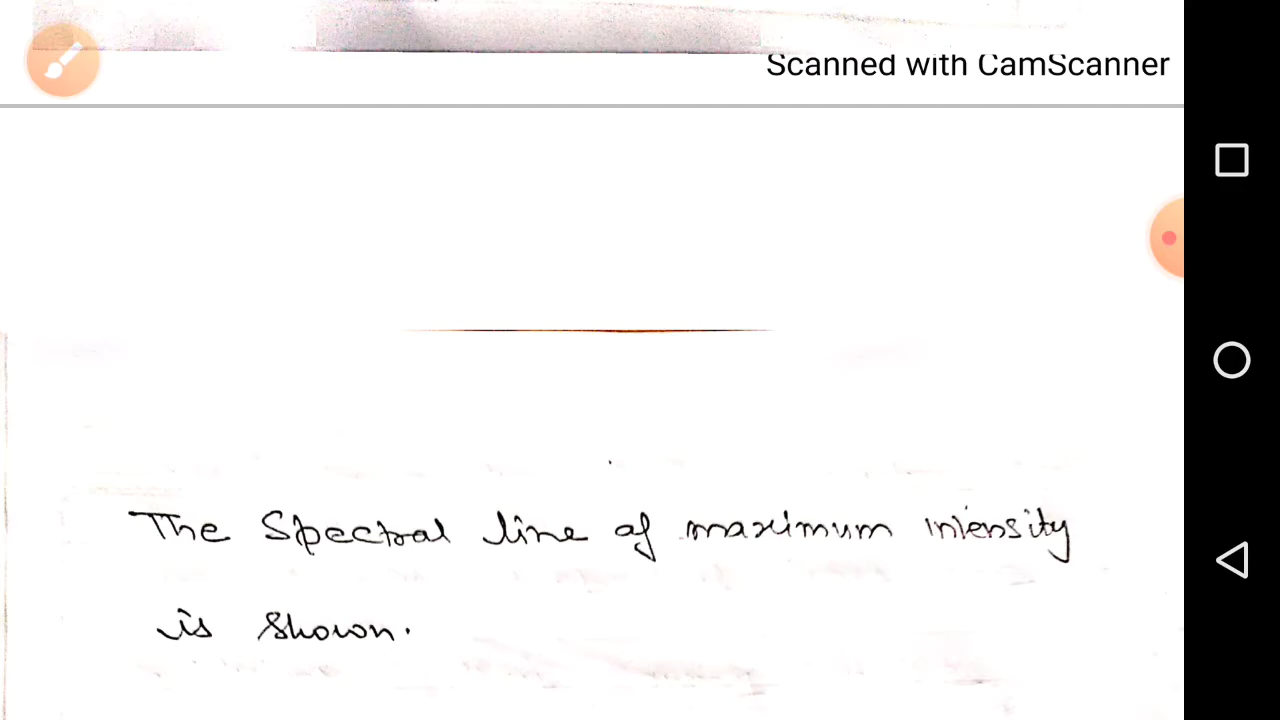 Scanned with CamScanner
The Spectral line of maximum intensity
is shown.